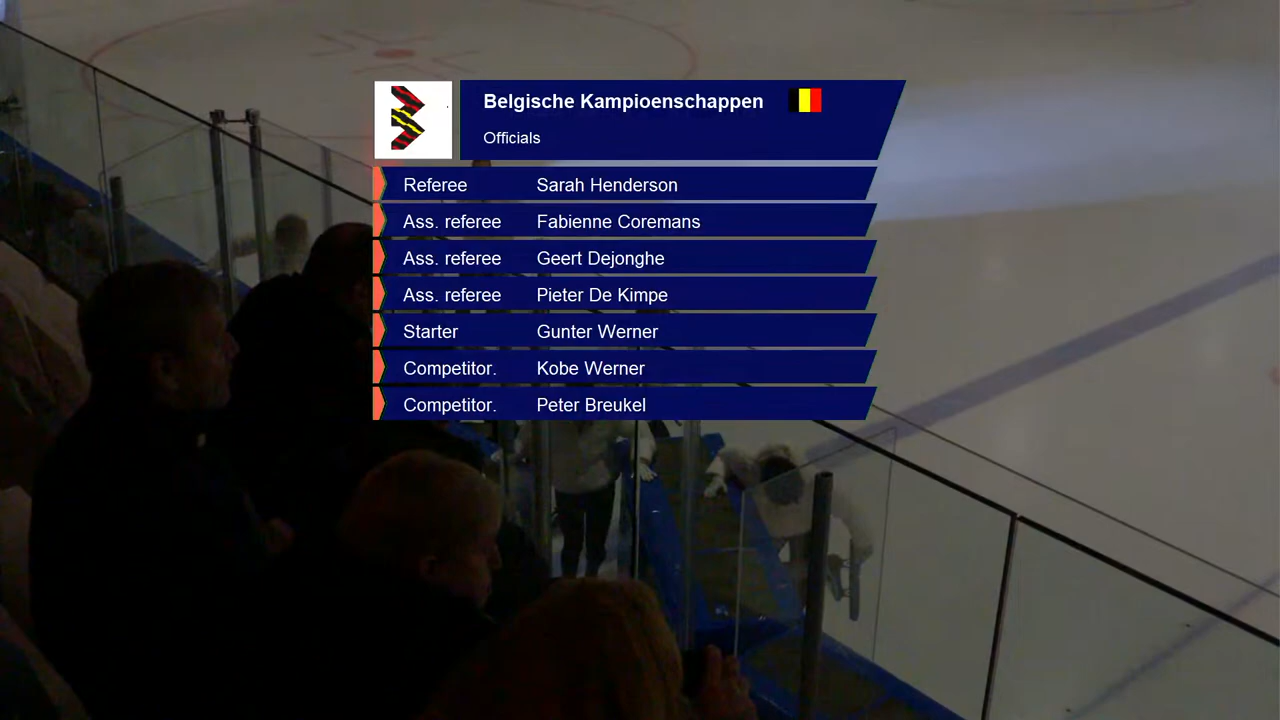 Belgische Kampioenschappen
Officials
Referee Sarah Henderson
Ass. referee Fabienne Coremans
Ass. referee Geert Dejonghe
Ass. referee Pieter De Kimpe
Starter Gunter Werner
Competitor. Kobe Werner
Competitor. Peter Breukel